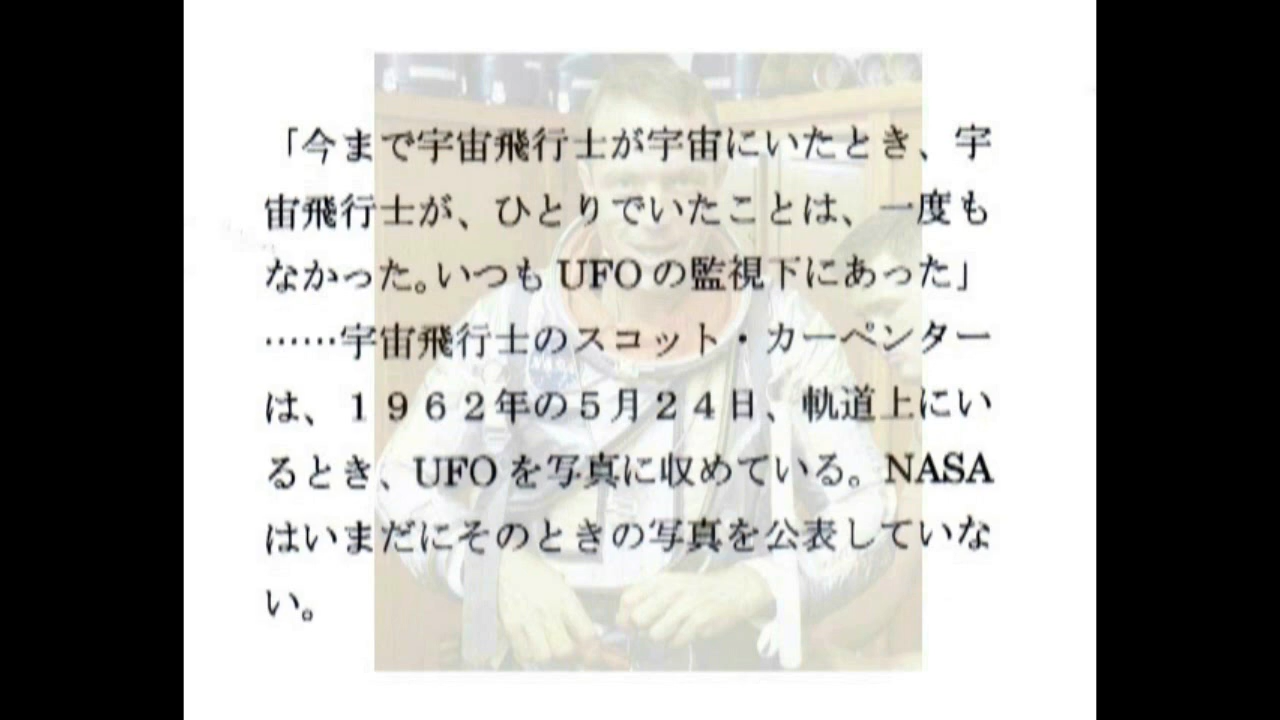 「今まで宇宙飛行士が宇宙にいたとき、宇
宙飛行士が、ひとりでいたことは、一度も
なかった。いつも UFO の監視下にあった」
……宇宙飛行士のスコット・カーペンター
は、１９６２年の５月２４日、軌道上にい
るとき、UFO を写真に収めている。NASA
はいまだにそのときの写真を公表していな
い。
NASA